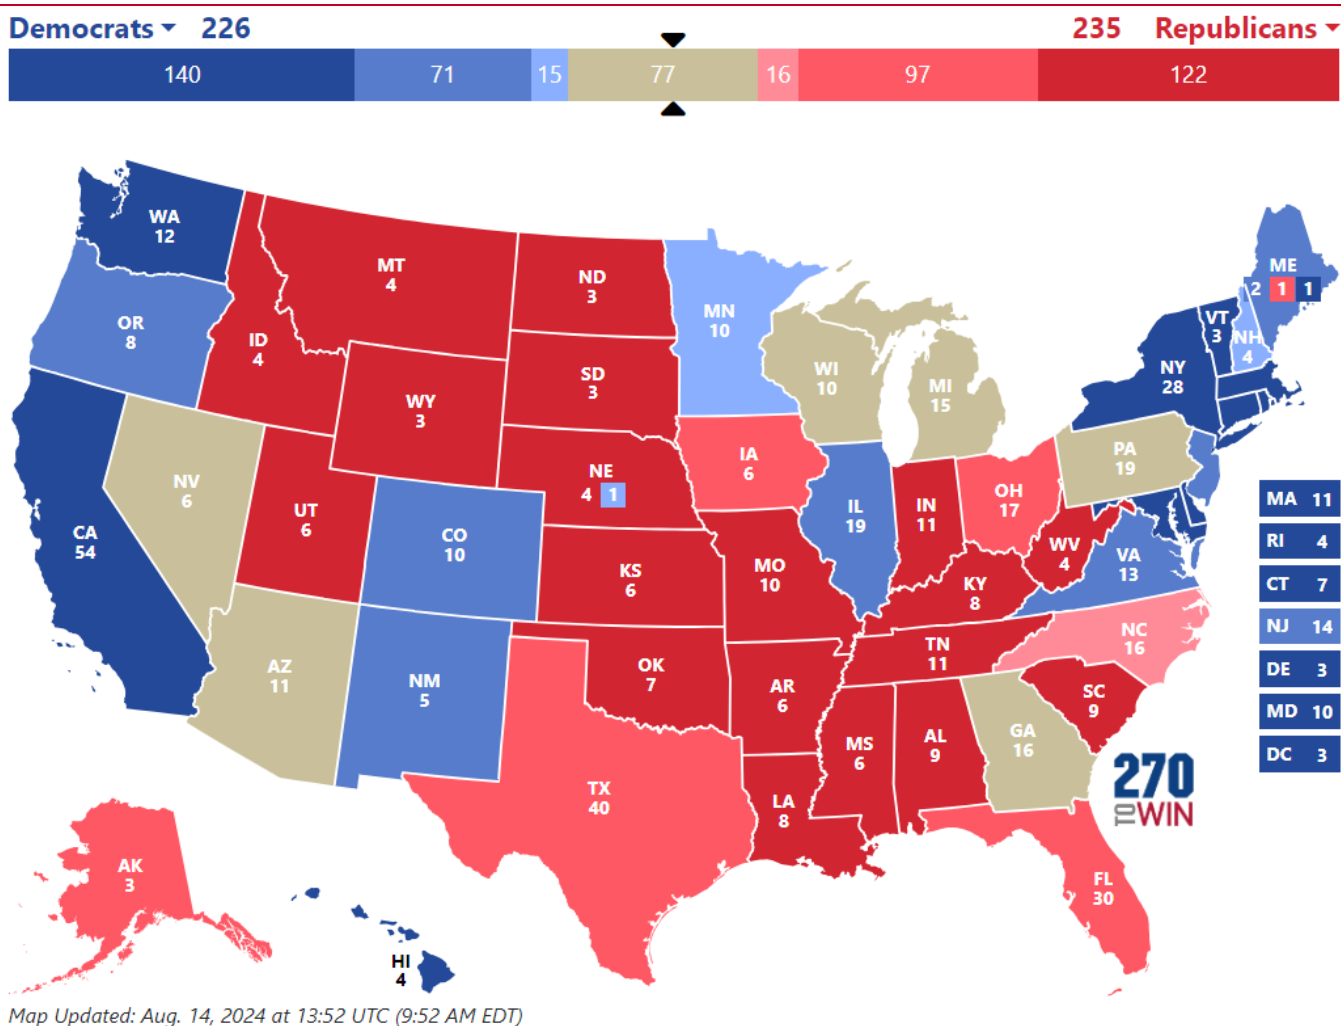 Democrats 226
235 Republicans
140 71 15 77 16 97 122
WA
12
OR
8
CA
54
NV
6
ID
4
MT
4
WY
3
UT
6
AZ
11
CO
10
NM
5
ND
3
SD
3
NE
4 1
KS
6
OK
7
TX
40
MN
10
IA
6
MO
10
AR
6
LA
8
WI
10
IL
19
MI
15
IN
11
OH
17
KY
8
TN
11
MS
6
AL
9
GA
16
FL
30
SC
9
NC
16
VA
13
WV
4
PA
19
NY
28
VT
3
NH
4
ME
2 1 1
MA 11
RI 4
CT 7
NJ 14
DE 3
MD 10
DC 3
AK
3
HI
4
270
TO WIN
Map Updated: Aug. 14, 2024 at 13:52 UTC (9:52 AM EDT)